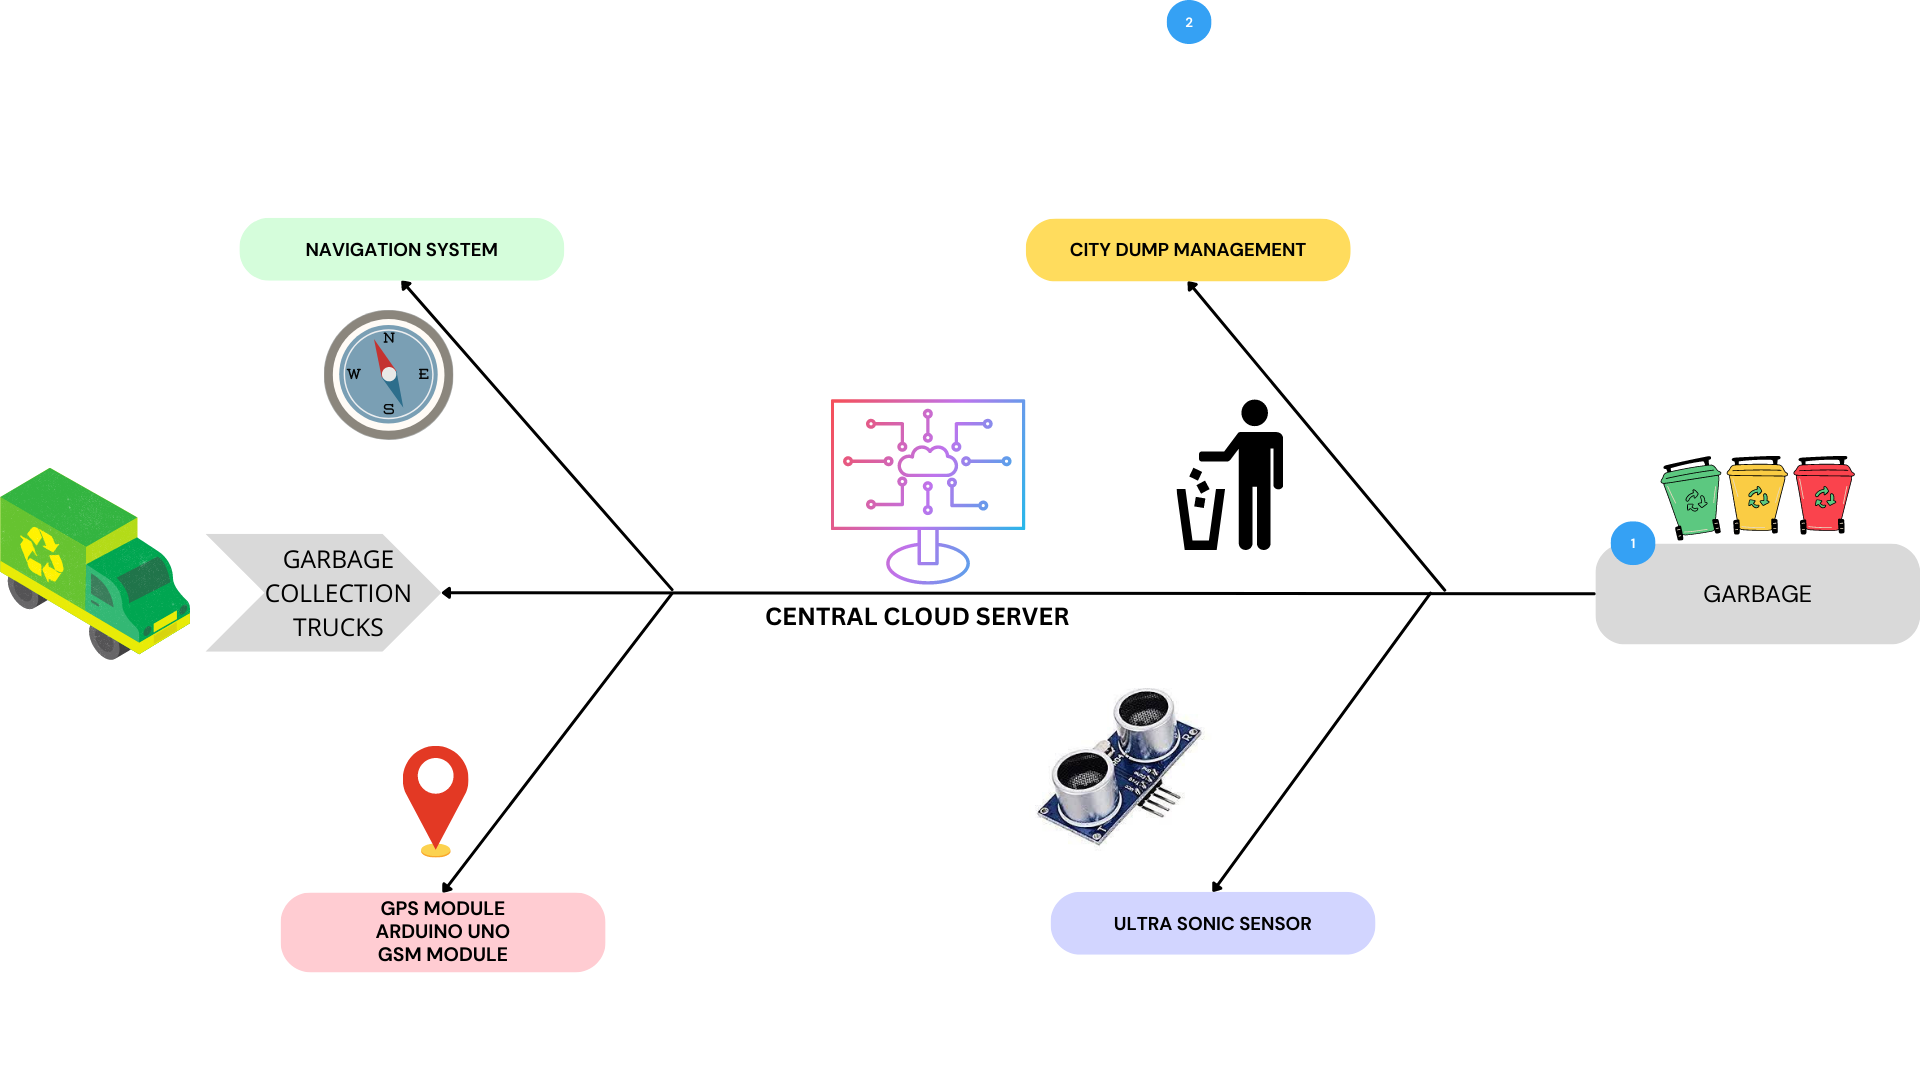 2
NAVIGATION SYSTEM
CITY DUMP MANAGEMENT
N
W
E
S
1
GARBAGE
COLLECTION
TRUCKS
GARBAGE
CENTRAL CLOUD SERVER
GPS MODULE
ARDUINO UNO
GSM MODULE
R
T
ULTRA SONIC SENSOR